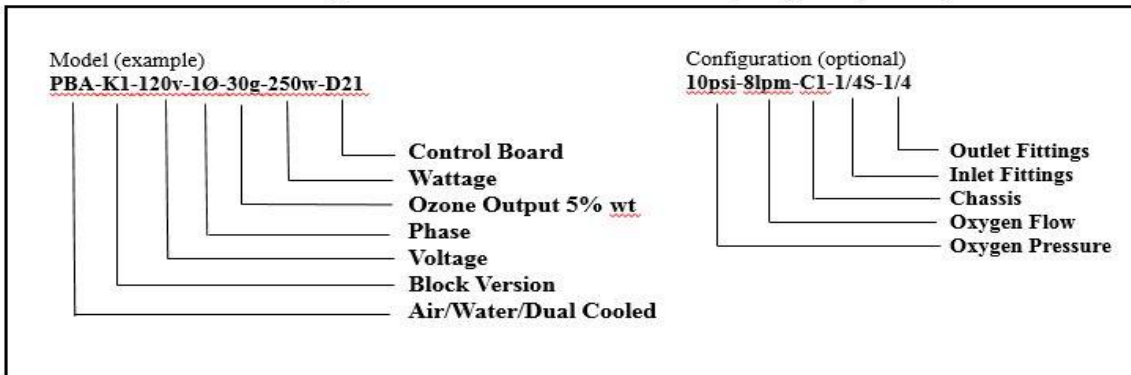 Model (example)
PBA-K1-120v-1Ø-30g-250w-D21
Control Board
Wattage
Ozone Output 5% wt
Phase
Voltage
Block Version
Air/Water/Dual Cooled
Configuration (optional)
10psi-8lpm-C1-1/4S-1/4
Outlet Fittings
Inlet Fittings
Chassis
Oxygen Flow
Oxygen Pressure